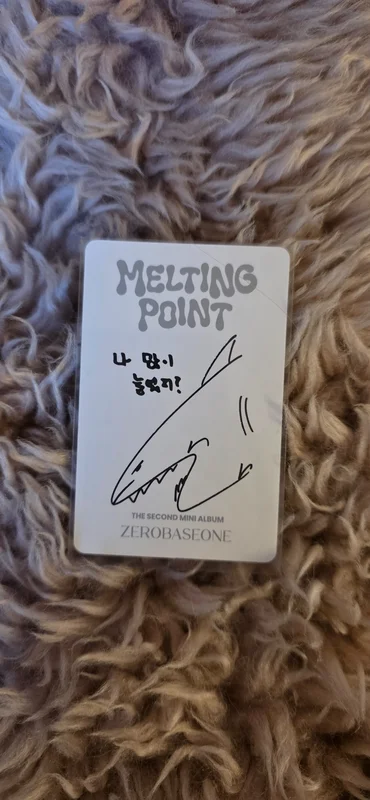 MELTING
POINT
나 많이
늘었지?
THE SECOND MINI ALBUM
ZEROBASEONE